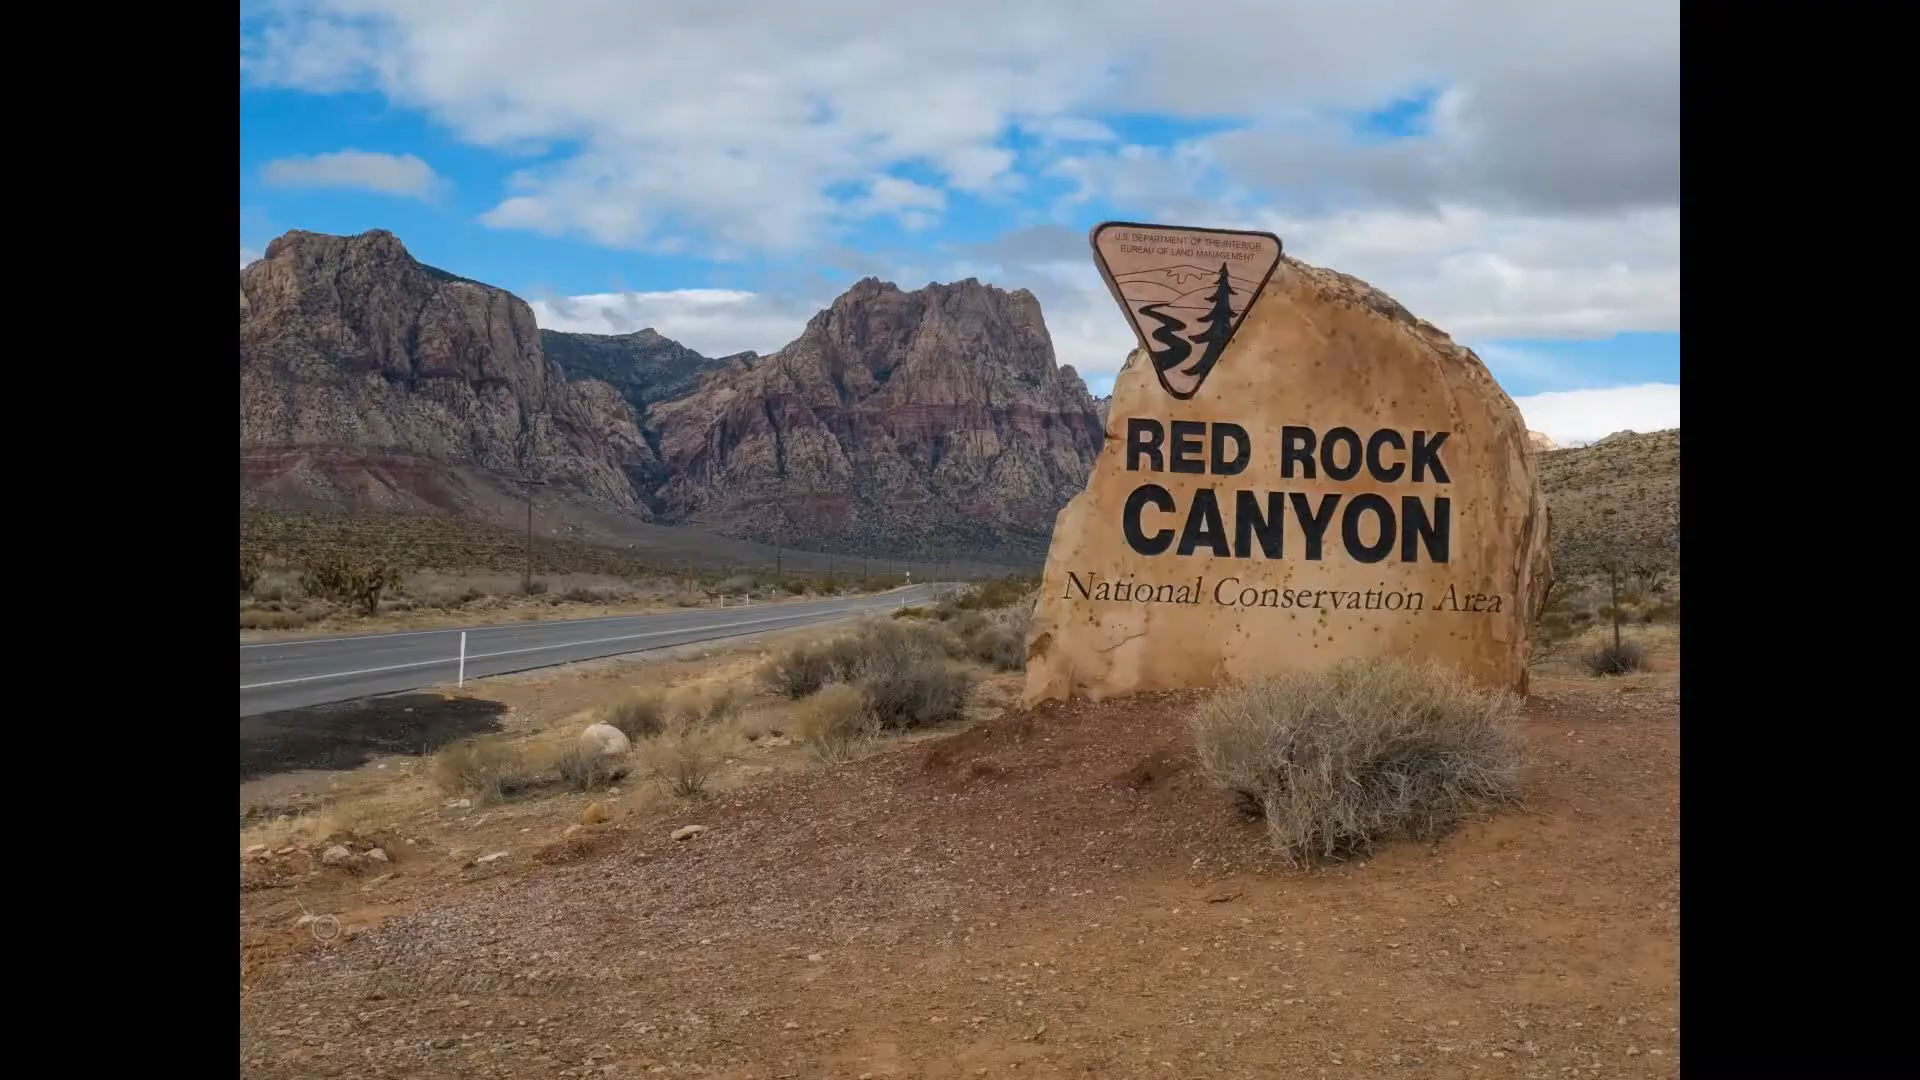 U.S. DEPARTMENT OF THE INTERIOR
BUREAU OF LAND MANAGEMENT
RED ROCK
CANYON
National Conservation Area
©